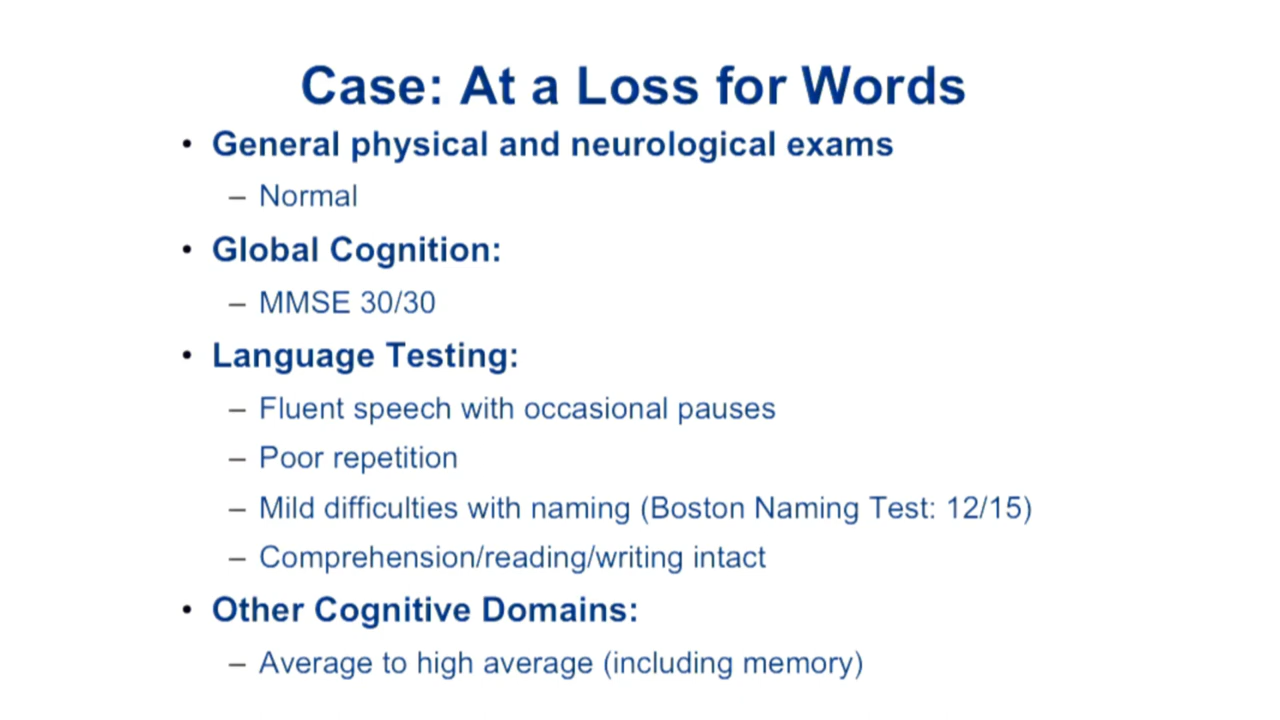 Case: At a Loss for Words
• General physical and neurological exams
– Normal
• Global Cognition:
– MMSE 30/30
• Language Testing:
– Fluent speech with occasional pauses
– Poor repetition
– Mild difficulties with naming (Boston Naming Test: 12/15)
– Comprehension/reading/writing intact
• Other Cognitive Domains:
– Average to high average (including memory)